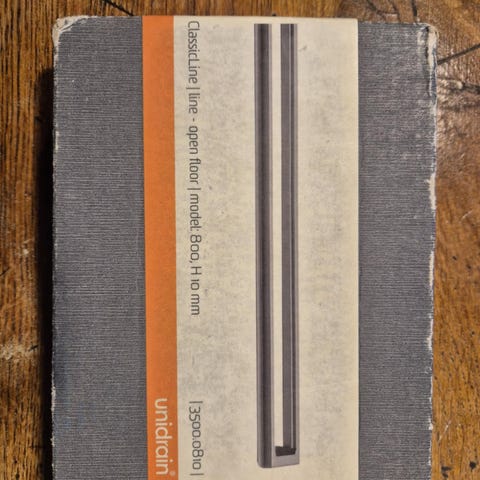 ClassicLine | line - open floor | model: 800, H 10 mm | 3500.0810 |
unidrain®